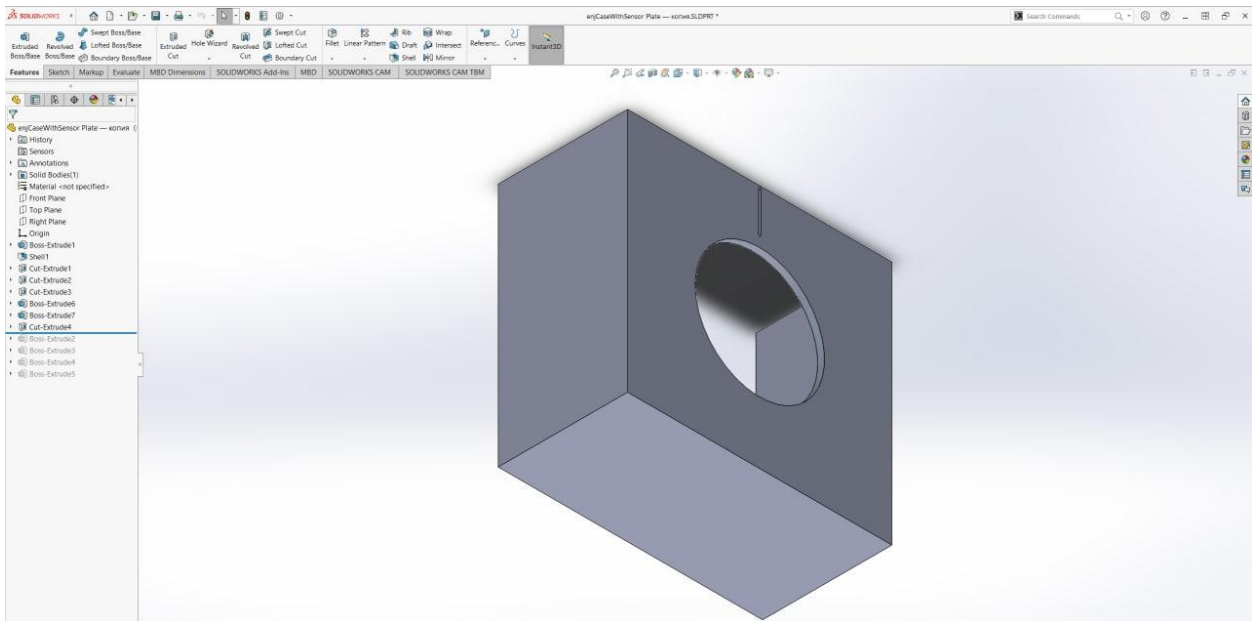 SOLIDWORKS
enjCaseWithSensor Plate — копия.SLDPRT *
Search Commands
Extruded Boss/Base
Revolved Boss/Base
Swept Boss/Base
Lofted Boss/Base
Boundary Boss/Base
Extruded Cut
Hole Wizard
Revolved Cut
Swept Cut
Lofted Cut
Boundary Cut
Fillet
Linear Pattern
Rib
Draft
Shell
Wrap
Intersect
Mirror
Referenc...
Curves
Instant3D
Features
Sketch
Markup
Evaluate
MBD Dimensions
SOLIDWORKS Add-Ins
MBD
SOLIDWORKS CAM
SOLIDWORKS CAM TBM
enjCaseWithSensor Plate — копия (
History
Sensors
Annotations
Solid Bodies(1)
Material <not specified>
Front Plane
Top Plane
Right Plane
Origin
Boss-Extrude1
Shell1
Cut-Extrude1
Cut-Extrude2
Cut-Extrude3
Boss-Extrude6
Boss-Extrude7
Cut-Extrude4
Boss-Extrude2
Boss-Extrude3
Boss-Extrude4
Boss-Extrude5